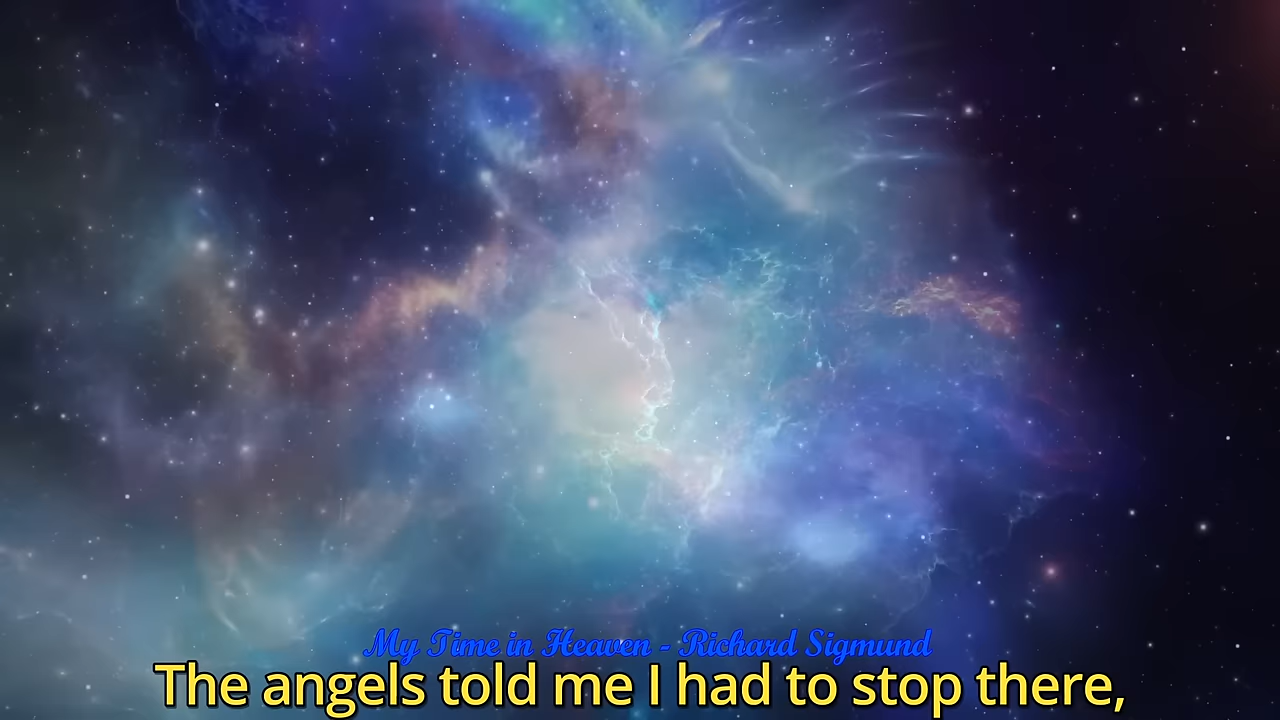 My Time in Heaven - Richard Sigmund
The angels told me I had to stop there,